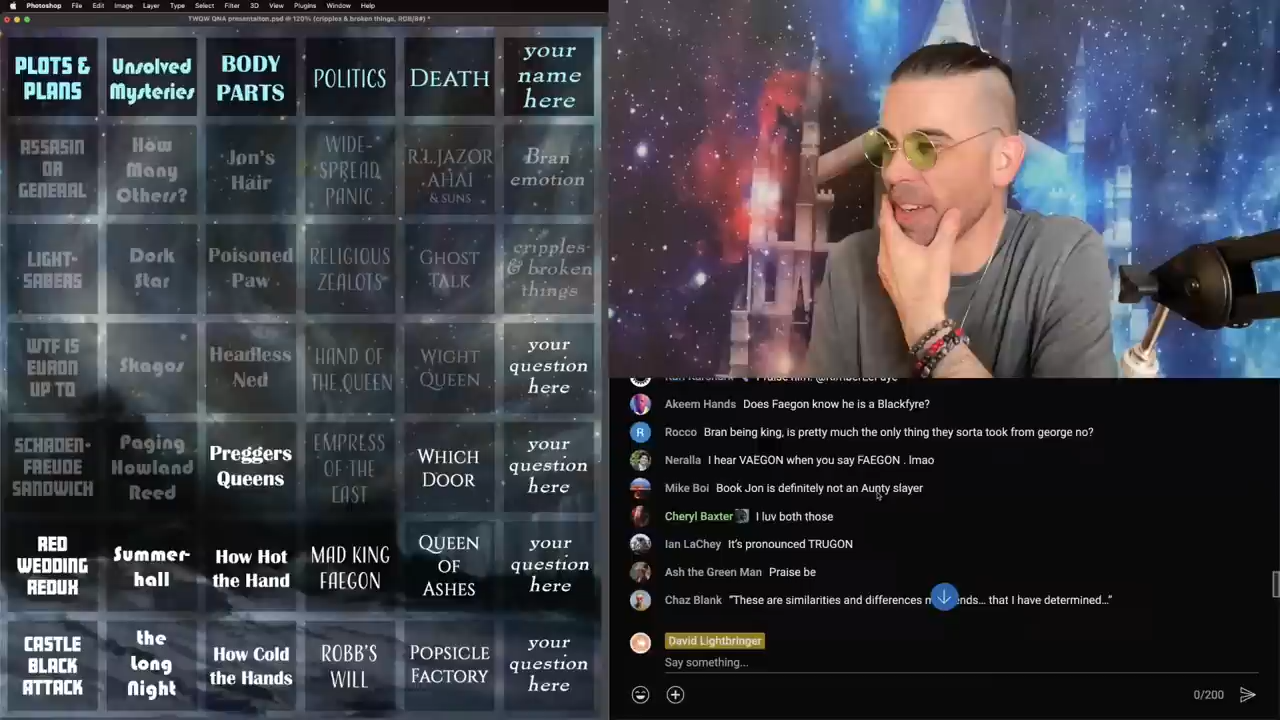 Photoshop File Edit Image Layer Type Select Filter 3D View Plugins Window Help
TWOW QNA presentaiton.psd @ 120% (cripples & broken things, RGB/8#) *
PLOTS &
PLANS
Unsolved
Mysteries
BODY
PARTS
POLITICS
DEATH
your
name
here
ASSASIN
OR
GENERAL
How
Many
Others?
Jon's
Hair
WIDE-
SPREAD
PANIC
R.L.JAZOR
AHAI
& SUNS
Bran
emotion
LIGHT-
SABERS
Dork
Star
Poisoned
Paw
RELIGIOUS
ZEALOTS
GHOST
TALK
cripples
& broken
things
WTF IS
EURON
UP TO
Skagos
Headless
Ned
HAND OF
THE QUEEN
WIGHT
QUEEN
your
question
here
SCHADEN-
FREUDE
SANDWICH
Paging
Howland
Reed
Preggers
Queens
EMPRESS
OF THE
EAST
WHICH
DOOR
your
question
here
RED
WEDDING
REDUX
Summer-
hall
How Hot
the Hand
MAD KING
FAEGON
QUEEN
OF
ASHES
your
question
here
CASTLE
BLACK
ATTACK
the
Long
Night
How Cold
the Hands
ROBB'S
WILL
POPSICLE
FACTORY
your
question
here
Akeem Hands Does Faegon know he is a Blackfyre?
R Rocco Bran being king, is pretty much the only thing they sorta took from george no?
Neralla I hear VAEGON when you say FAEGON . lmao
Mike Boi Book Jon is definitely not an Aunty slayer
Cheryl Baxter I luv both those
Ian LaChey It's pronounced TRUGON
Ash the Green Man Praise be
Chaz Blank “These are similarities and differences that I have determined...”
David Lightbringer
Say something...
0/200